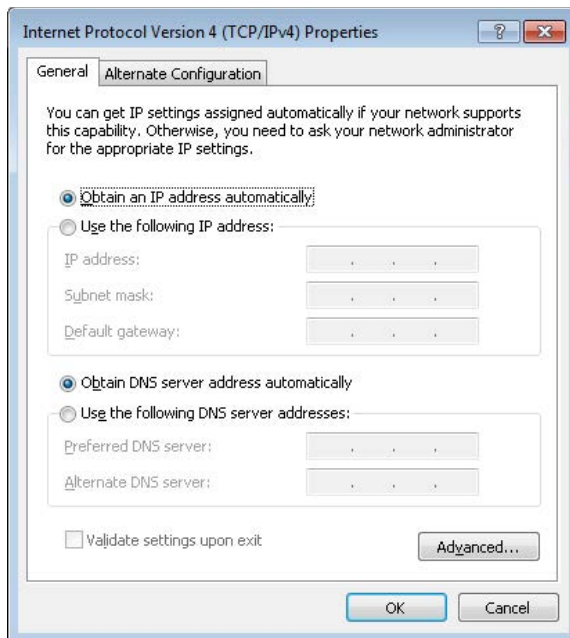 Internet Protocol Version 4 (TCP/IPv4) Properties
General
Alternate Configuration
You can get IP settings assigned automatically if your network supports
this capability. Otherwise, you need to ask your network administrator
for the appropriate IP settings.
Obtain an IP address automatically
Use the following IP address:
IP address:
Subnet mask:
Default gateway:
Obtain DNS server address automatically
Use the following DNS server addresses:
Preferred DNS server:
Alternate DNS server:
Validate settings upon exit
Advanced...
OK
Cancel